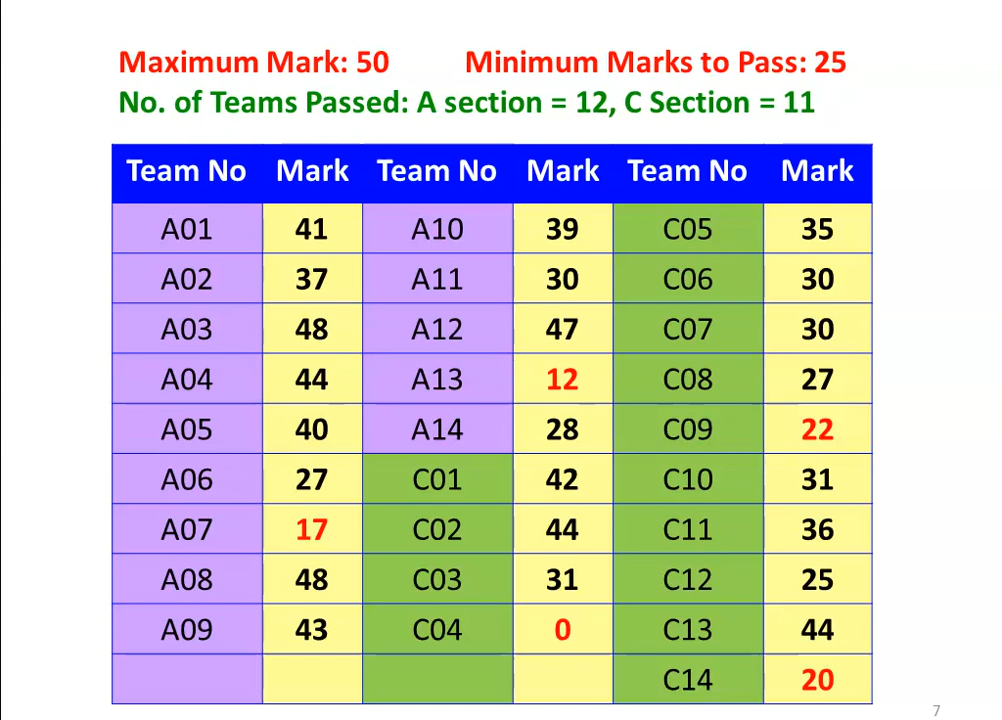 Maximum Mark: 50 Minimum Marks to Pass: 25
No. of Teams Passed: A section = 12, C Section = 11
Team No Mark Team No Mark Team No Mark
A01 41 A10 39 C05 35
A02 37 A11 30 C06 30
A03 48 A12 47 C07 30
A04 44 A13 12 C08 27
A05 40 A14 28 C09 22
A06 27 C01 42 C10 31
A07 17 C02 44 C11 36
A08 48 C03 31 C12 25
A09 43 C04 0 C13 44
C14 20
7